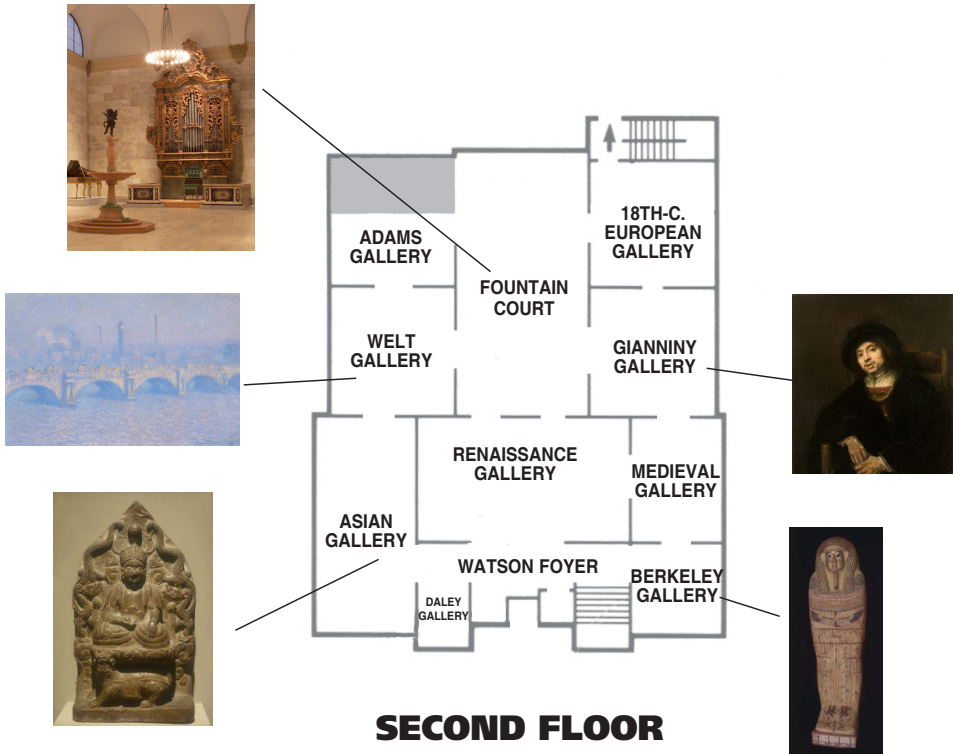 18TH-C.
EUROPEAN
GALLERY
ADAMS
GALLERY
FOUNTAIN
COURT
WELT
GALLERY
GIANNINY
GALLERY
RENAISSANCE
GALLERY
MEDIEVAL
GALLERY
ASIAN
GALLERY
WATSON FOYER
BERKELEY
GALLERY
DALEY
GALLERY
SECOND FLOOR